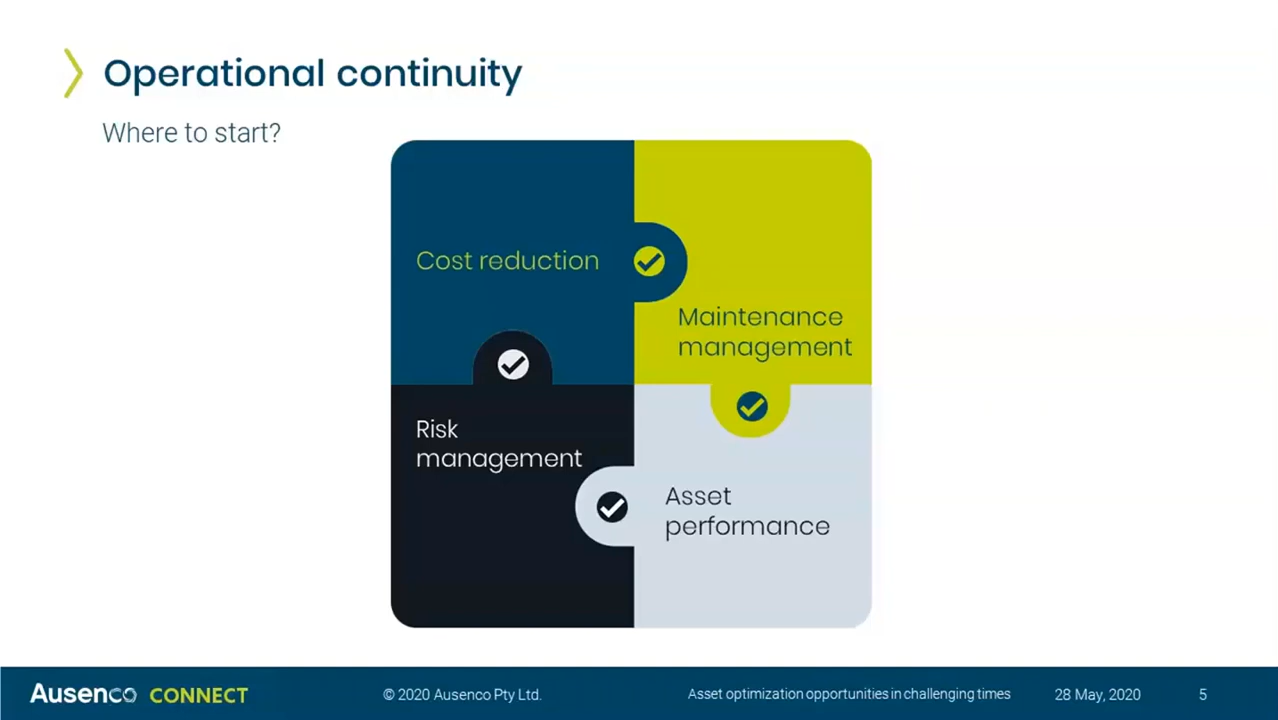 Operational continuity
Where to start?
Cost reduction
Maintenance
management
Risk
management
Asset
performance
Ausenco CONNECT
© 2020 Ausenco Pty Ltd.
Asset optimization opportunities in challenging times
28 May, 2020
5